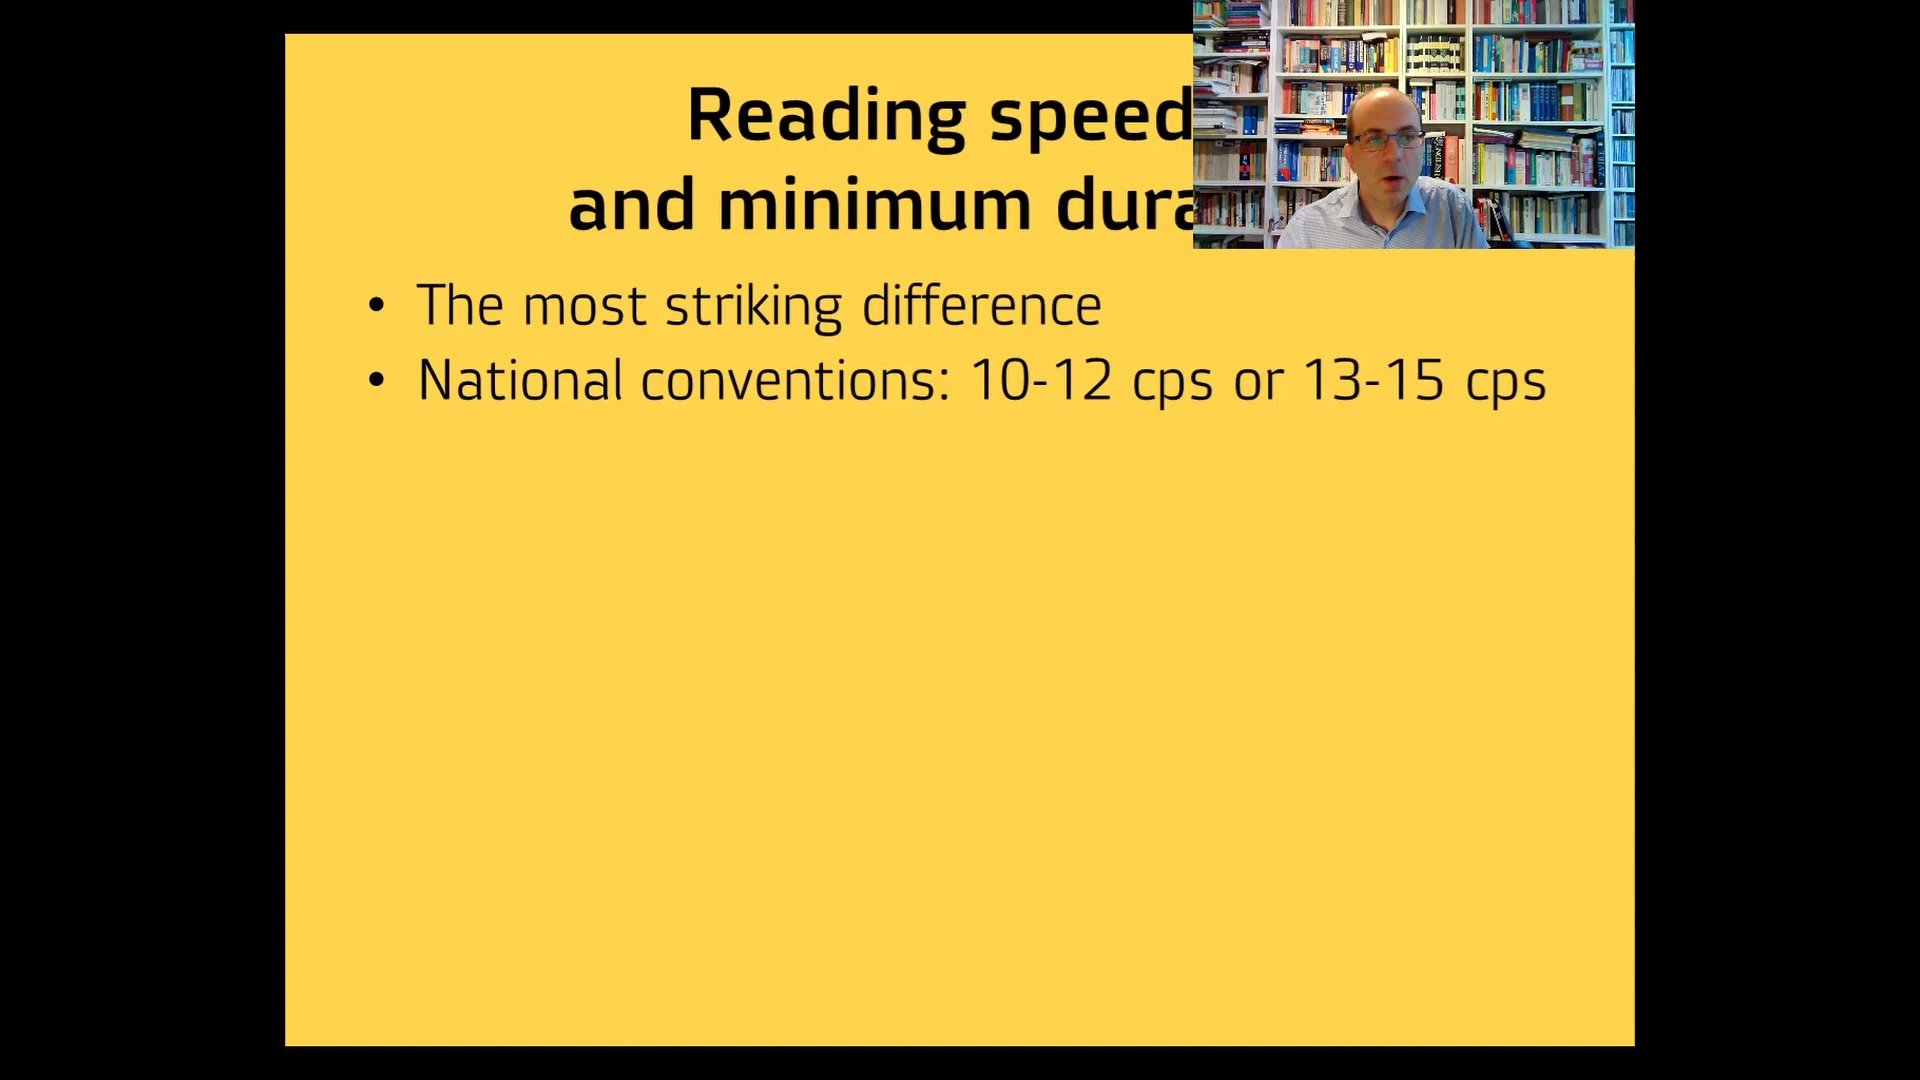 Reading speed
and minimum dura
• The most striking difference
• National conventions: 10-12 cps or 13-15 cps